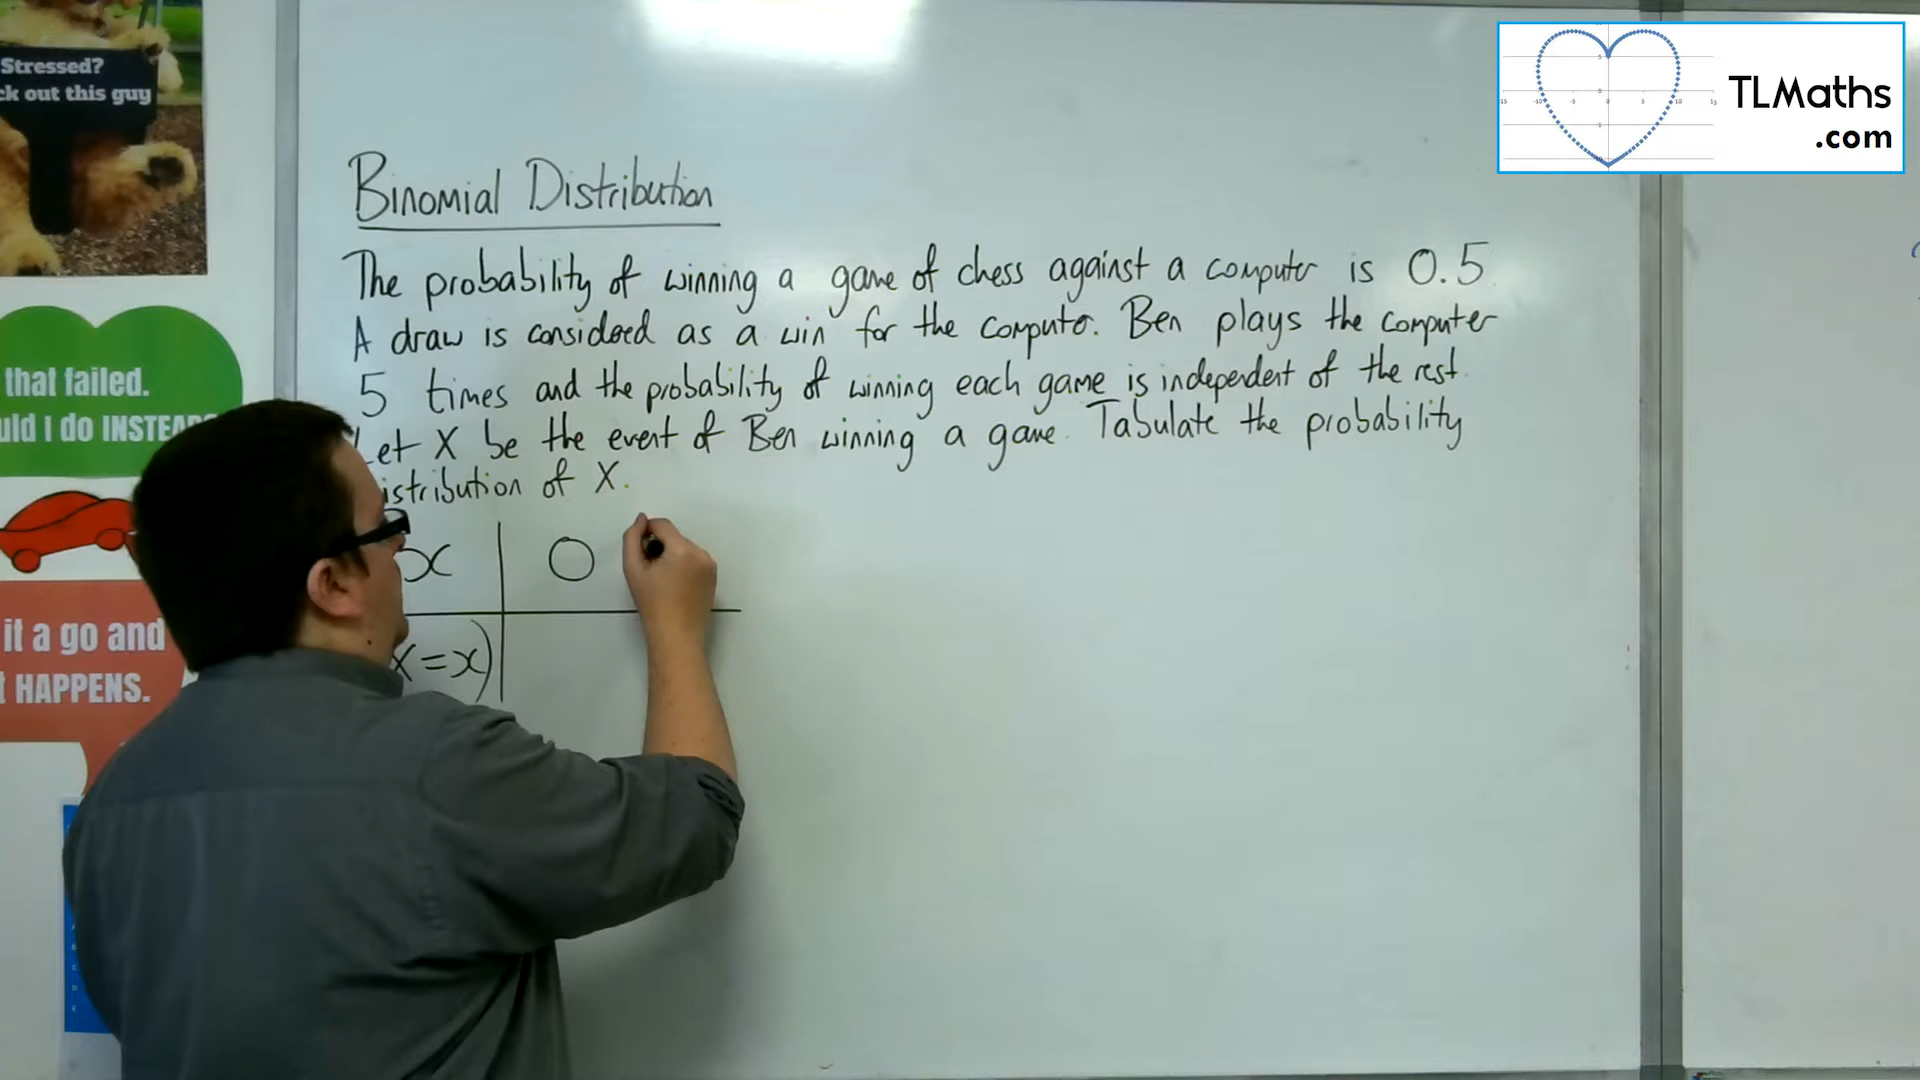 Stressed?
ck out this guy
TLMaths
.com
Binomial Distribution
The probability of winning a game of chess against a computer is 0.5.
A draw is considered as a win for the computer. Ben plays the computer
5 times and the probability of winning each game is independent of the rest.
Let X be the event of Ben winning a game. Tabulate the probability
istribution of X.
that failed.
uld I do INSTEAD?
x 0
X=x)
it a go and
HAPPENS.